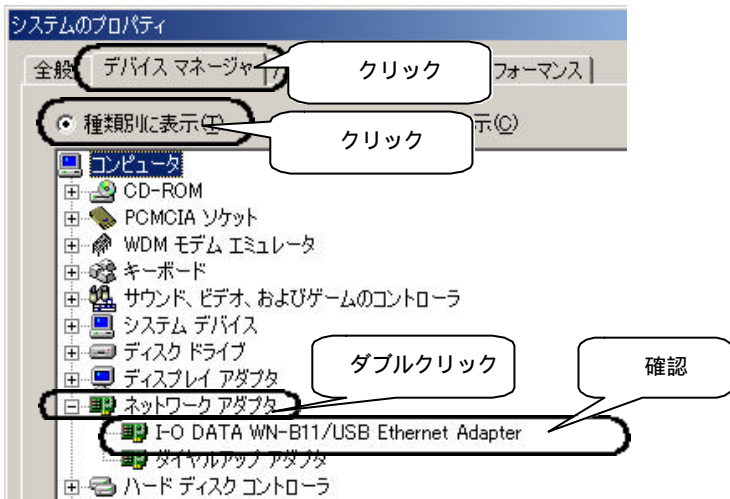 システムのプロパティ
全般
デバイス マネージャ
クリック
フォーマンス
種類別に表示(T)
クリック
示(C)
コンピュータ
CD-ROM
PCMCIA ソケット
WDM モデム エミュレータ
キーボード
サウンド、ビデオ、およびゲームのコントローラ
システム デバイス
ディスク ドライブ
ダブルクリック
確認
ディスプレイ アダプタ
ネットワーク アダプタ
I-O DATA WN-B11/USB Ethernet Adapter
ダイヤルアップ アダプタ
ハード ディスク コントローラ